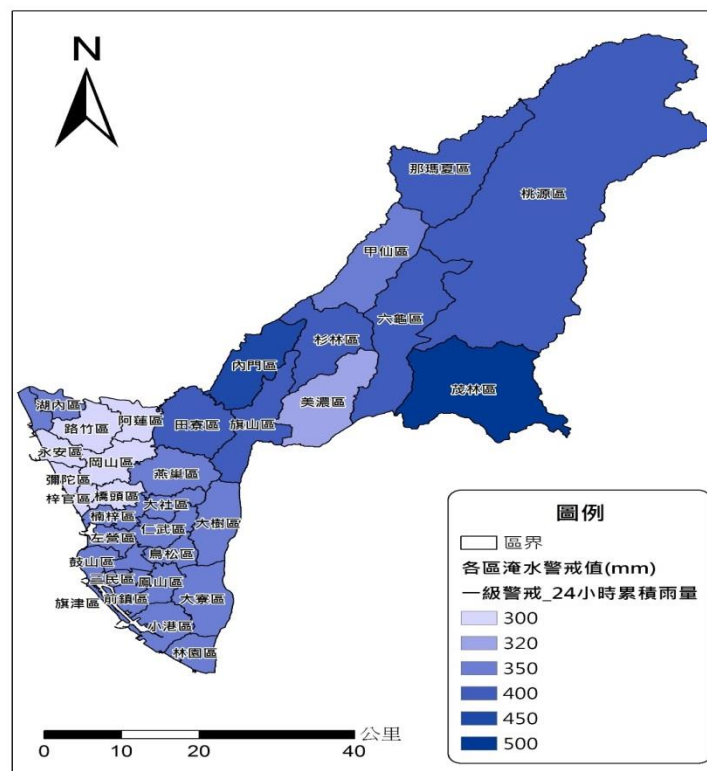 N
那瑪夏區
桃源區
甲仙區
六龜區
杉林區
內門區
茂林區
美濃區
湖內區
阿蓮區
田寮區
旗山區
路竹區
永安區
岡山區
燕巢區
彌陀區
梓官區
橋頭區
大社區
楠梓區
大樹區
仁武區
左營區
鳥松區
鼓山區
三民區
鳳山區
旗津區
前鎮區
大寮區
小港區
林園區
圖例
區界
各區淹水警戒值(mm)
一級警戒_24小時累積雨量
300
320
350
400
450
500
公里
0 10 20 40